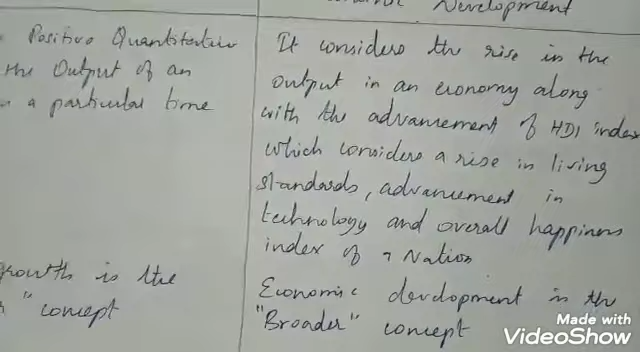 Development
Positive Quantitative
the Output of an
a particular time
It considers the rise in the
output in an economy along
with the advancement of HDI index
which considers a rise in living
standards, advancement in
technology and overall happiness
index of a Nation
growth is the
" concept
Economic development is the
"Broader" concept
Made with
VideoShow